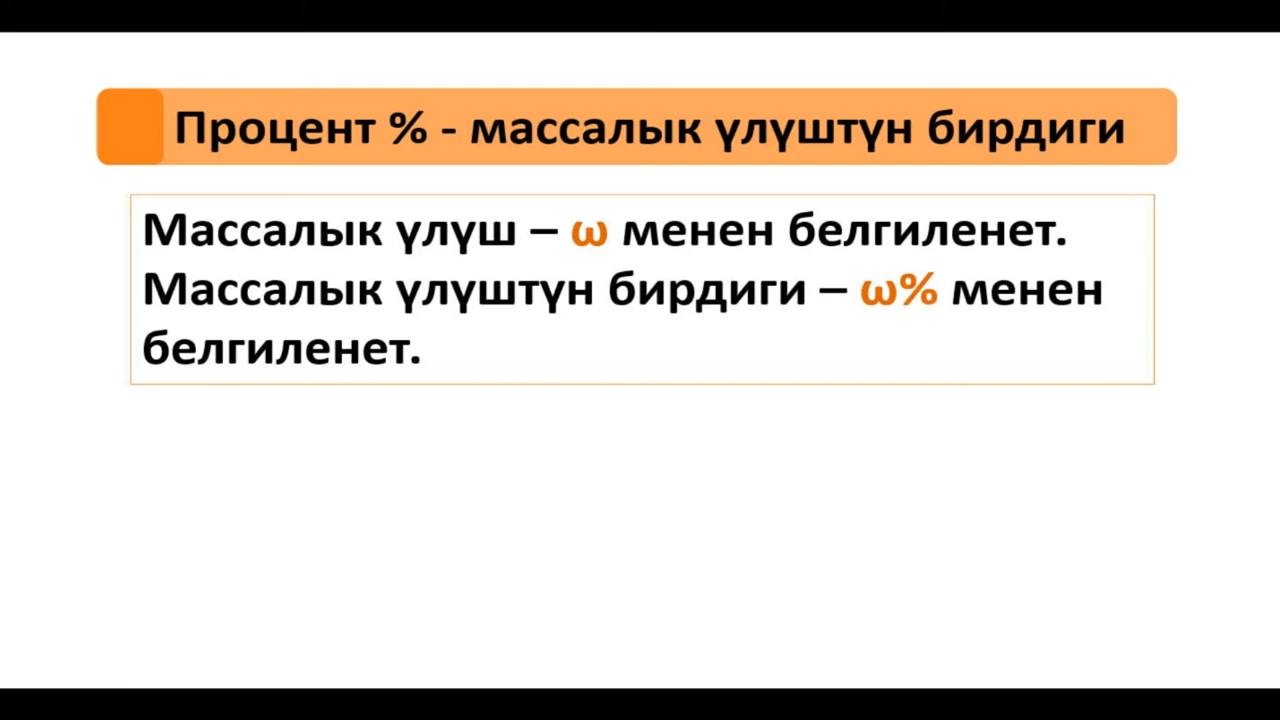 Процент % - массалык үлүштүн бирдиги
Массалык үлүш – ω менен белгиленет.
Массалык үлүштүн бирдиги – ω% менен
белгиленет.